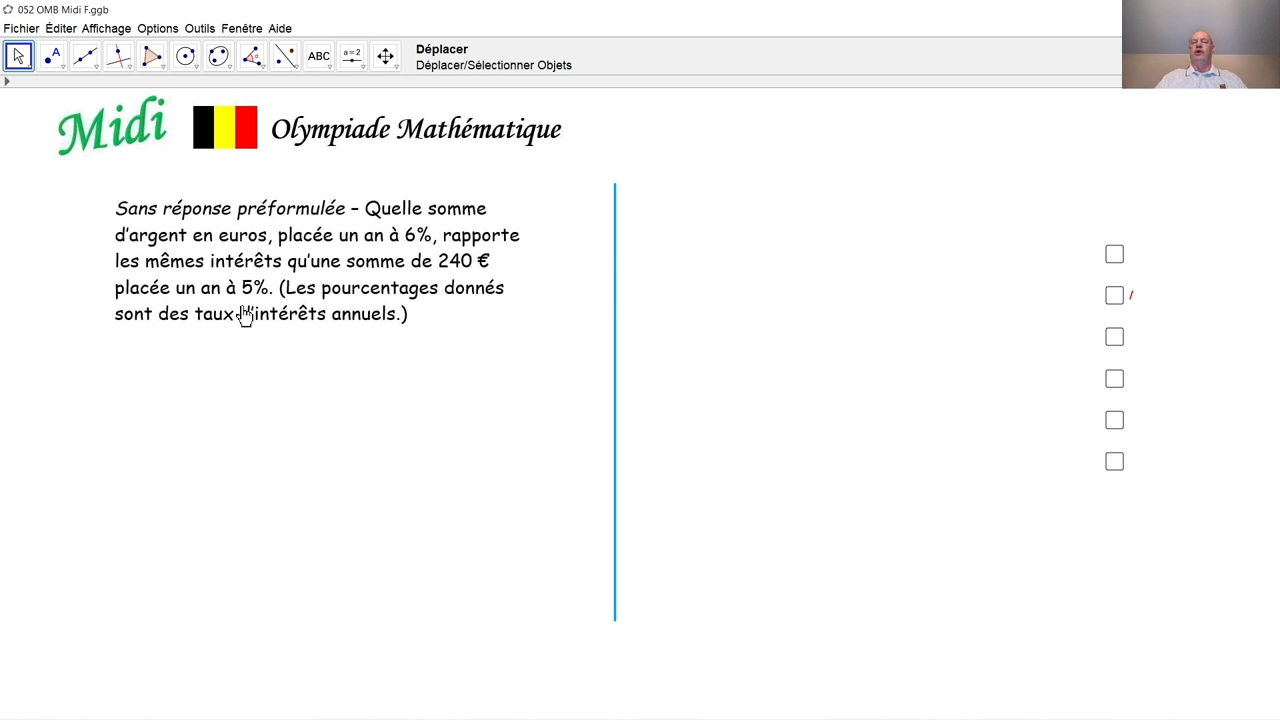 052 OMB Midi F.ggb
Fichier Éditer Affichage Options Outils Fenêtre Aide
A
ABC
a=2
Déplacer
Déplacer/Sélectionner Objets
Midi
Olympiade Mathématique
Sans réponse préformulée – Quelle somme
d'argent en euros, placée un an à 6%, rapporte
les mêmes intérêts qu'une somme de 240 €
placée un an à 5%. (Les pourcentages donnés
sont des taux d'intérêts annuels.)
/